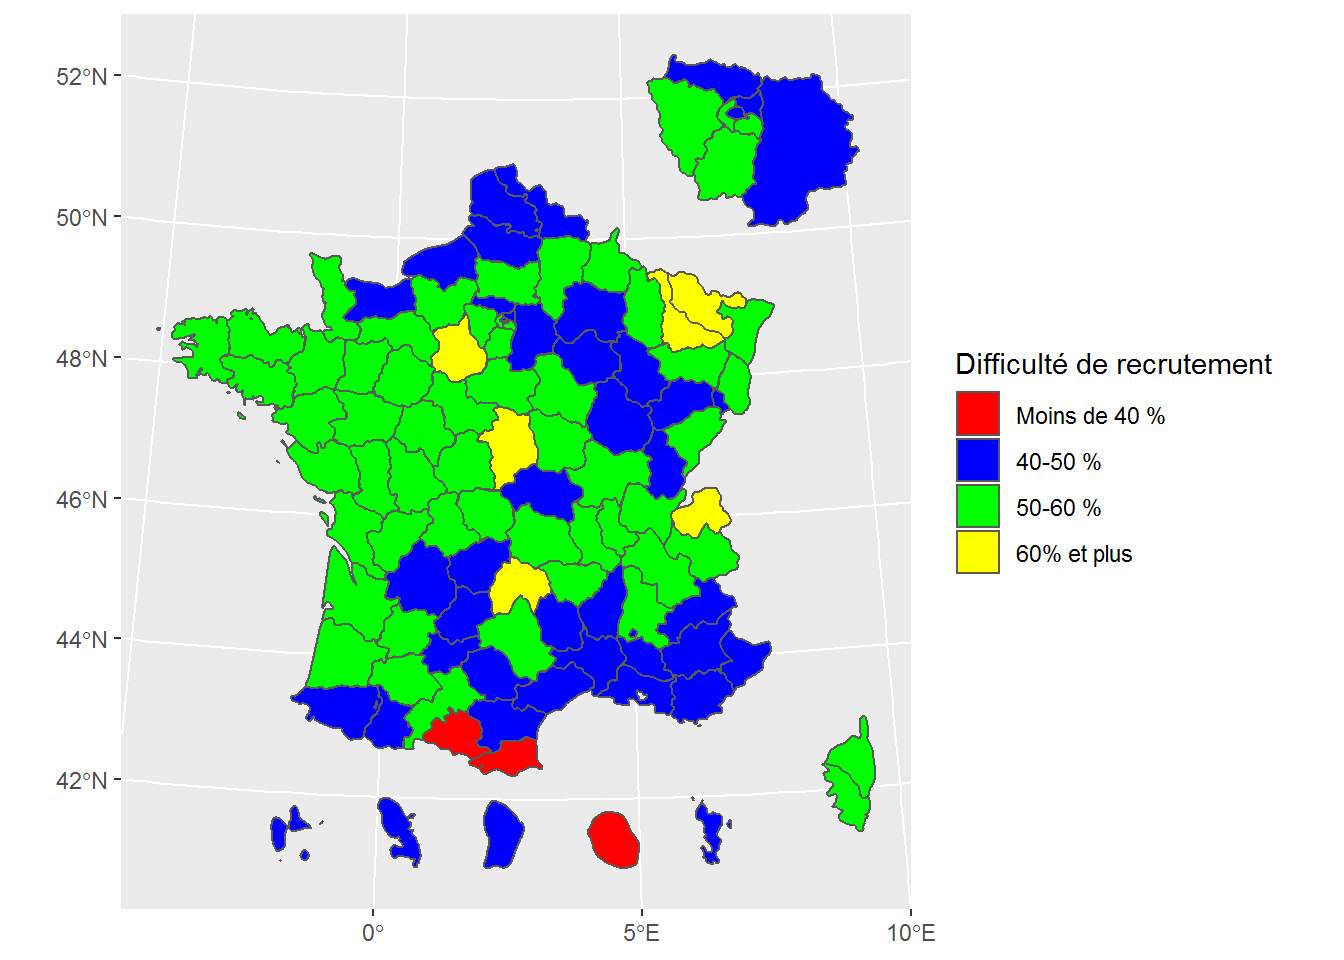 52°N
50°N
48°N
46°N
44°N
42°N
0°
5°E
10°E
Difficulté de recrutement
Moins de 40 %
40-50 %
50-60 %
60% et plus